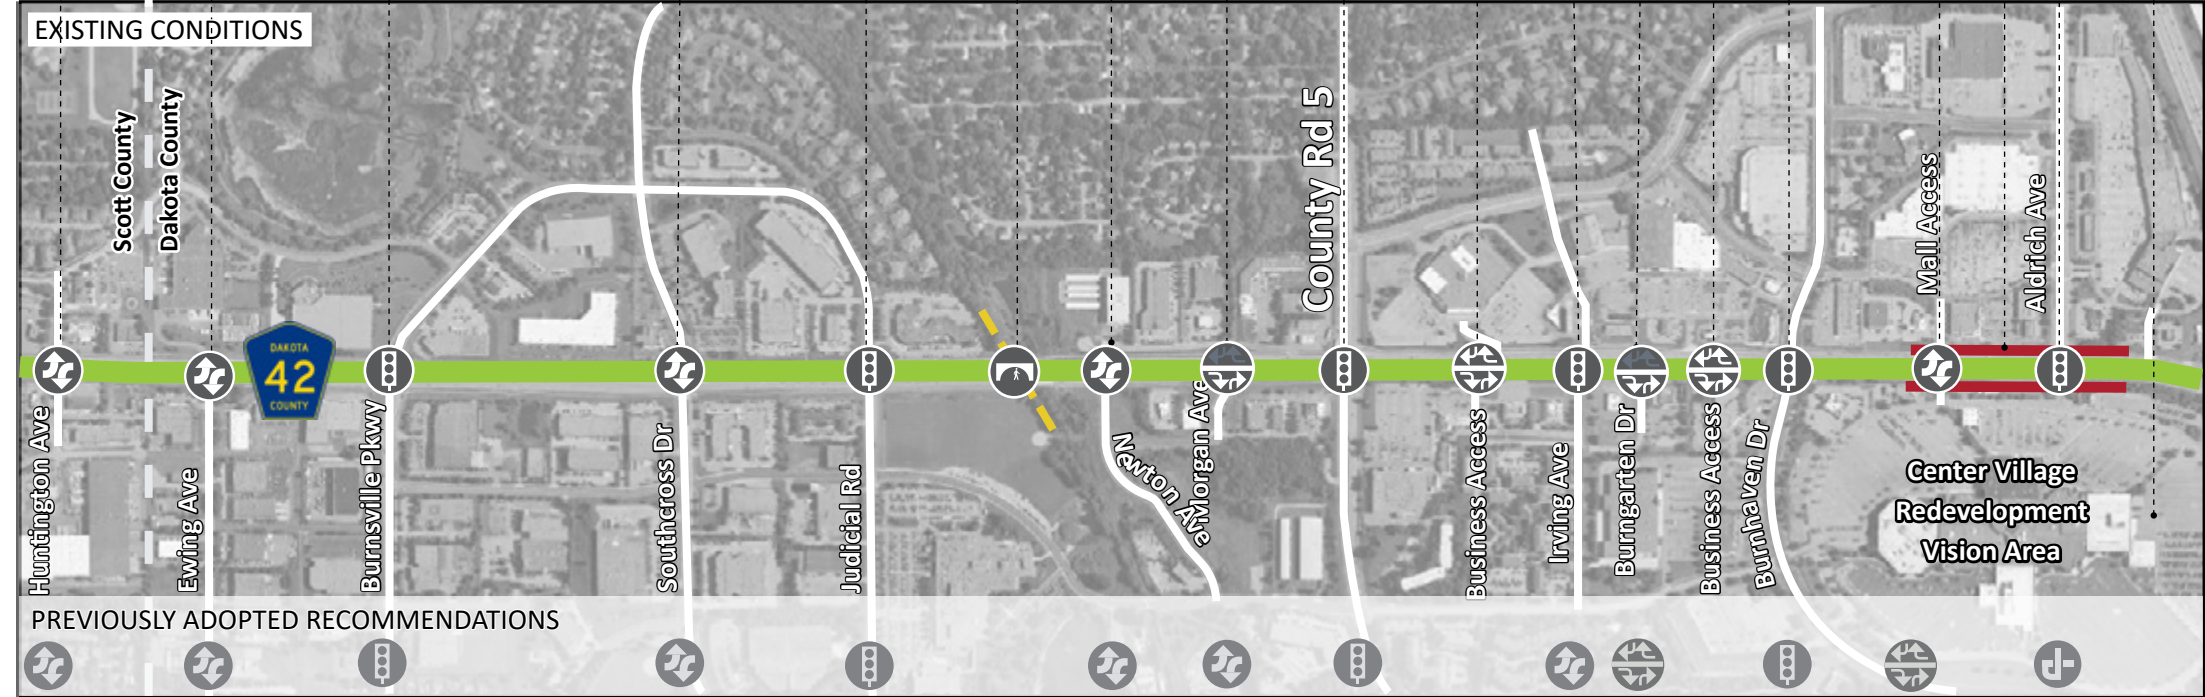 EXISTING CONDITIONS
Scott County
Dakota County
County Rd 5
Mall Access
Aldrich Ave
DAKOTA
42
COUNTY
Huntington Ave
Ewing Ave
Burnsville Pkwy
Southcross Dr
Judicial Rd
Newton Ave
Morgan Ave
Business Access
Irving Ave
Burngarten Dr
Business Access
Burnhaven Dr
Center Village
Redevelopment
Vision Area
PREVIOUSLY ADOPTED RECOMMENDATIONS